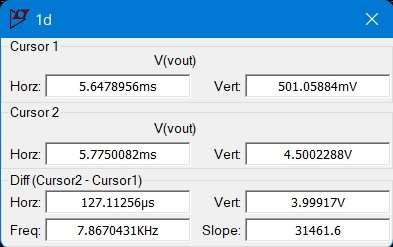 1d
Cursor 1
V(vout)
Horz: 5.6478956ms Vert: 501.05884mV
Cursor 2
V(vout)
Horz: 5.7750082ms Vert: 4.5002288V
Diff (Cursor2 - Cursor1)
Horz: 127.11256µs Vert: 3.99917V
Freq: 7.8670431KHz Slope: 31461.6